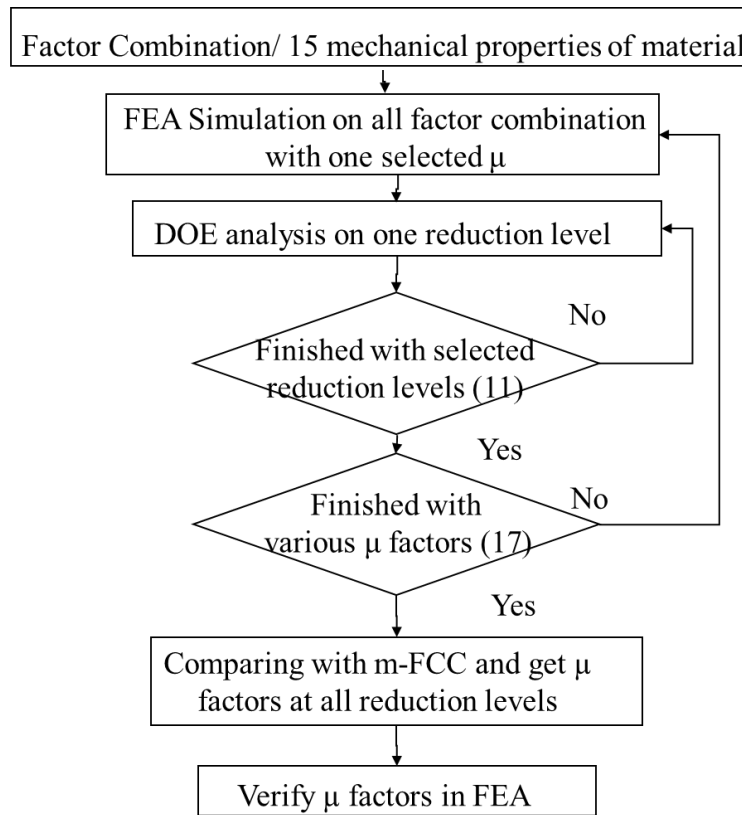 Factor Combination/ 15 mechanical properties of material
FEA Simulation on all factor combination
with one selected μ
DOE analysis on one reduction level
No
Finished with selected
reduction levels (11)
Yes
Finished with
various μ factors (17)
No
Yes
Comparing with m-FCC and get μ
factors at all reduction levels
Verify μ factors in FEA